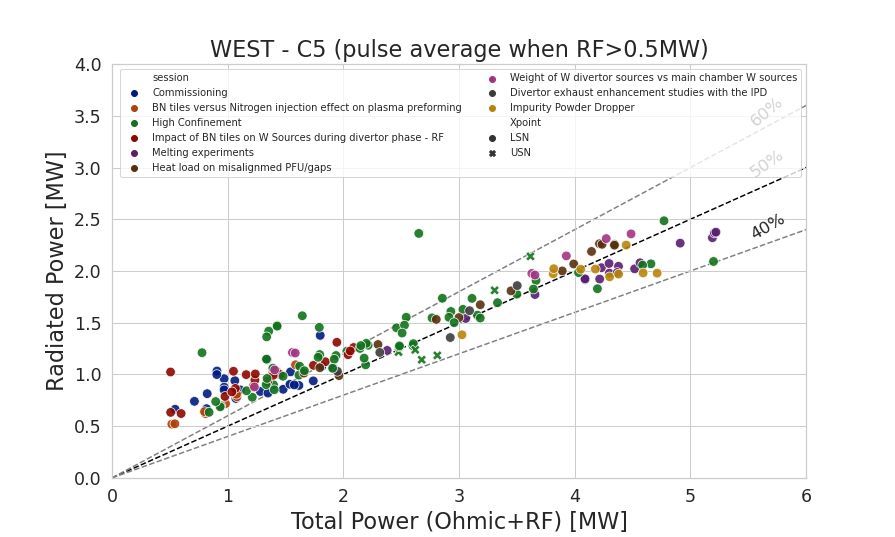 WEST - C5 (pulse average when RF>0.5MW)
session
Commissioning
BN tiles versus Nitrogen injection effect on plasma preforming
High Confinement
Impact of BN tiles on W Sources during divertor phase - RF
Melting experiments
Heat load on misalignmed PFU/gaps
Weight of W divertor sources vs main chamber W sources
Divertor exhaust enhancement studies with the IPD
Impurity Powder Dropper
Xpoint
LSN
USN
60%
50%
40%
4.0
3.5
3.0
2.5
2.0
1.5
1.0
0.5
0.0
Radiated Power [MW]
0 1 2 3 4 5 6
Total Power (Ohmic+RF) [MW]